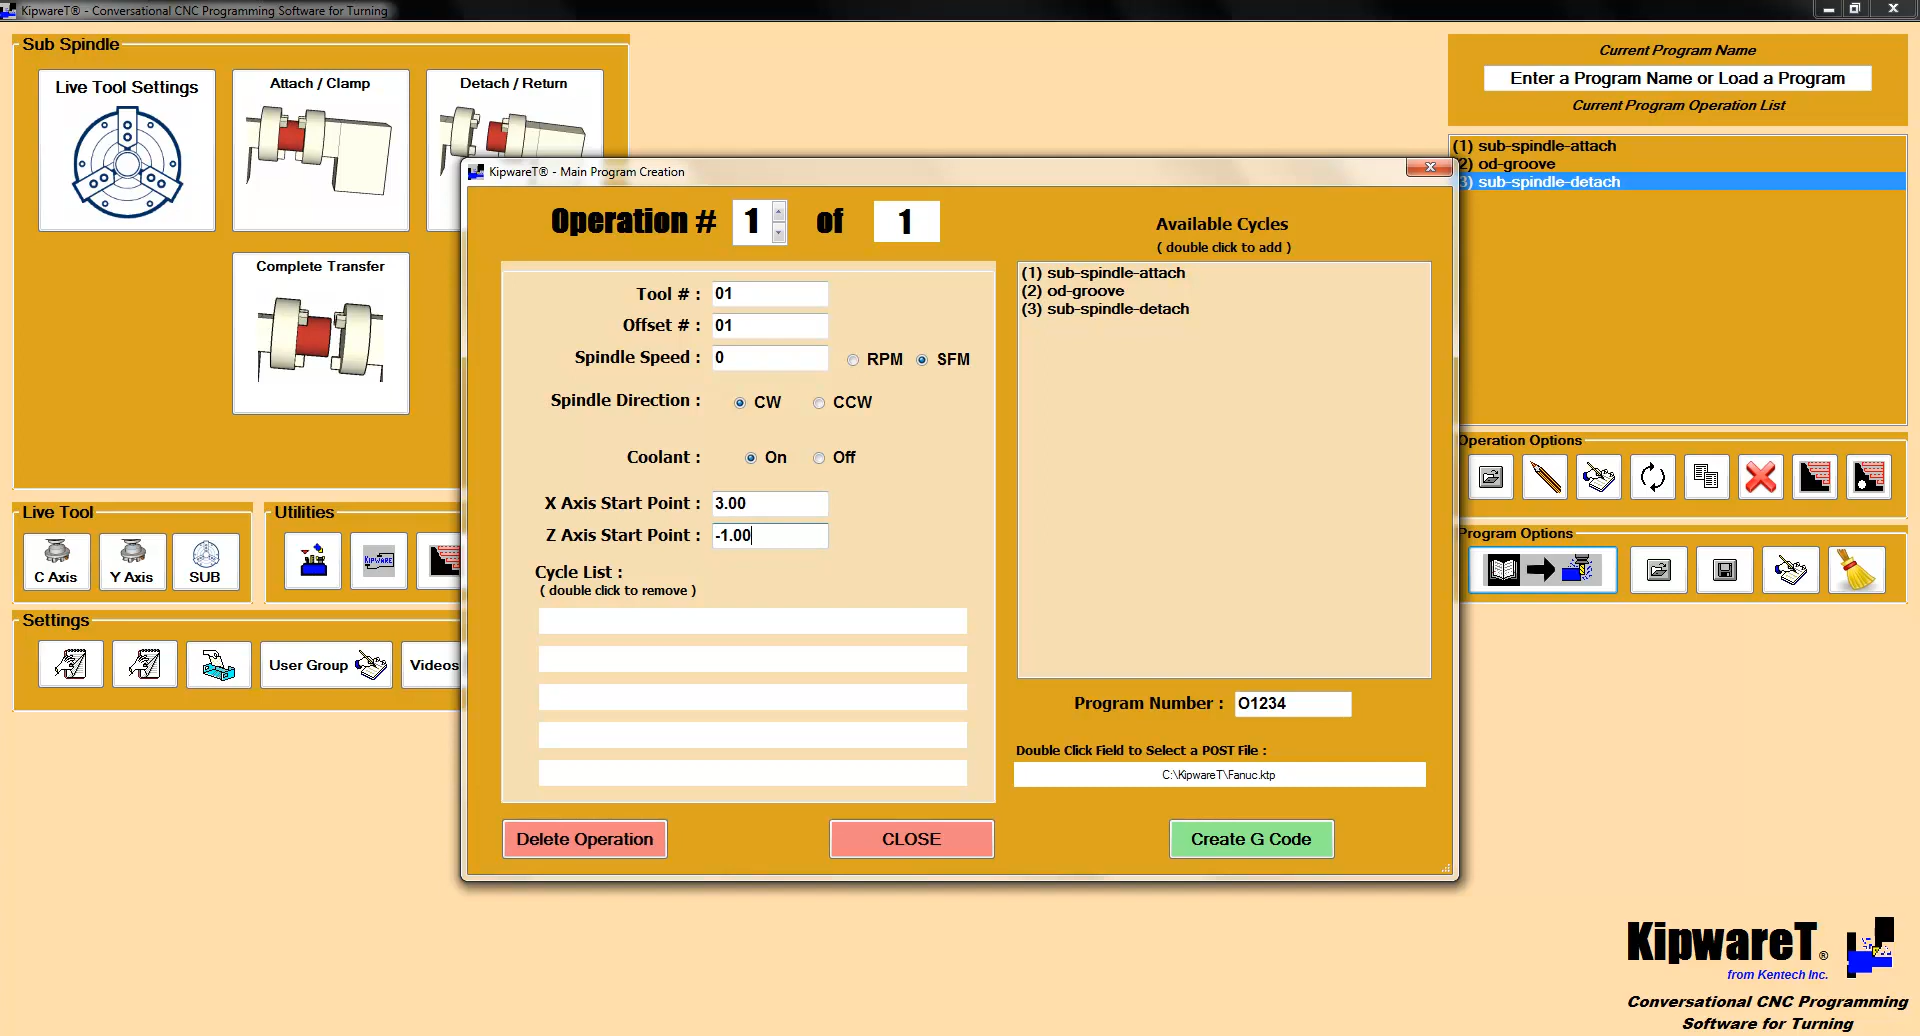 KipwareT® - Conversational CNC Programming Software for Turning
Sub Spindle
Live Tool Settings
Attach / Clamp
Detach / Return
Complete Transfer
Live Tool
C Axis
Y Axis
SUB
Utilities
KIPWARE
Settings
User Group
Videos
KipwareT® - Main Program Creation
Operation # 1 of 1
Tool # : 01
Offset # : 01
Spindle Speed : 0 RPM SFM
Spindle Direction : CW CCW
Coolant : On Off
X Axis Start Point : 3.00
Z Axis Start Point : -1.00
Cycle List :
( double click to remove )
Available Cycles
( double click to add )
(1) sub-spindle-attach
(2) od-groove
(3) sub-spindle-detach
Program Number : O1234
Double Click Field to Select a POST File :
C:\KipwareT\Fanuc.ktp
Delete Operation
CLOSE
Create G Code
Current Program Name
Enter a Program Name or Load a Program
Current Program Operation List
(1) sub-spindle-attach
2) od-groove
3) sub-spindle-detach
Operation Options
Program Options
KipwareT®
from Kentech Inc.
Conversational CNC Programming
Software for Turning